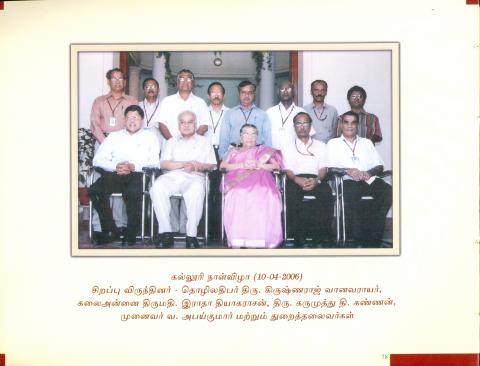 கல்லூரி நாள்விழா (10-04-2006)
சிறப்பு விருந்தினர் - தொழிலதிபர் திரு. கிருஷ்ணராஜ் வானவராயர்,
கலைஅன்னை திருமதி. இராதா தியாகராசன், திரு. கருமுத்து தி. கண்ணன்,
முனைவர் வ. அபய்குமார் மற்றும் துறைத்தலைவர்கள்
78